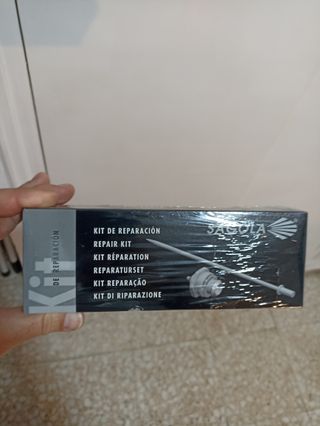 Kit
DE REPARACIÓN
KIT DE REPARACIÓN
REPAIR KIT
KIT RÉPARATION
REPARATURSET
KIT REPARAÇÃO
KIT DI RIPARAZIONE
SAGOLA